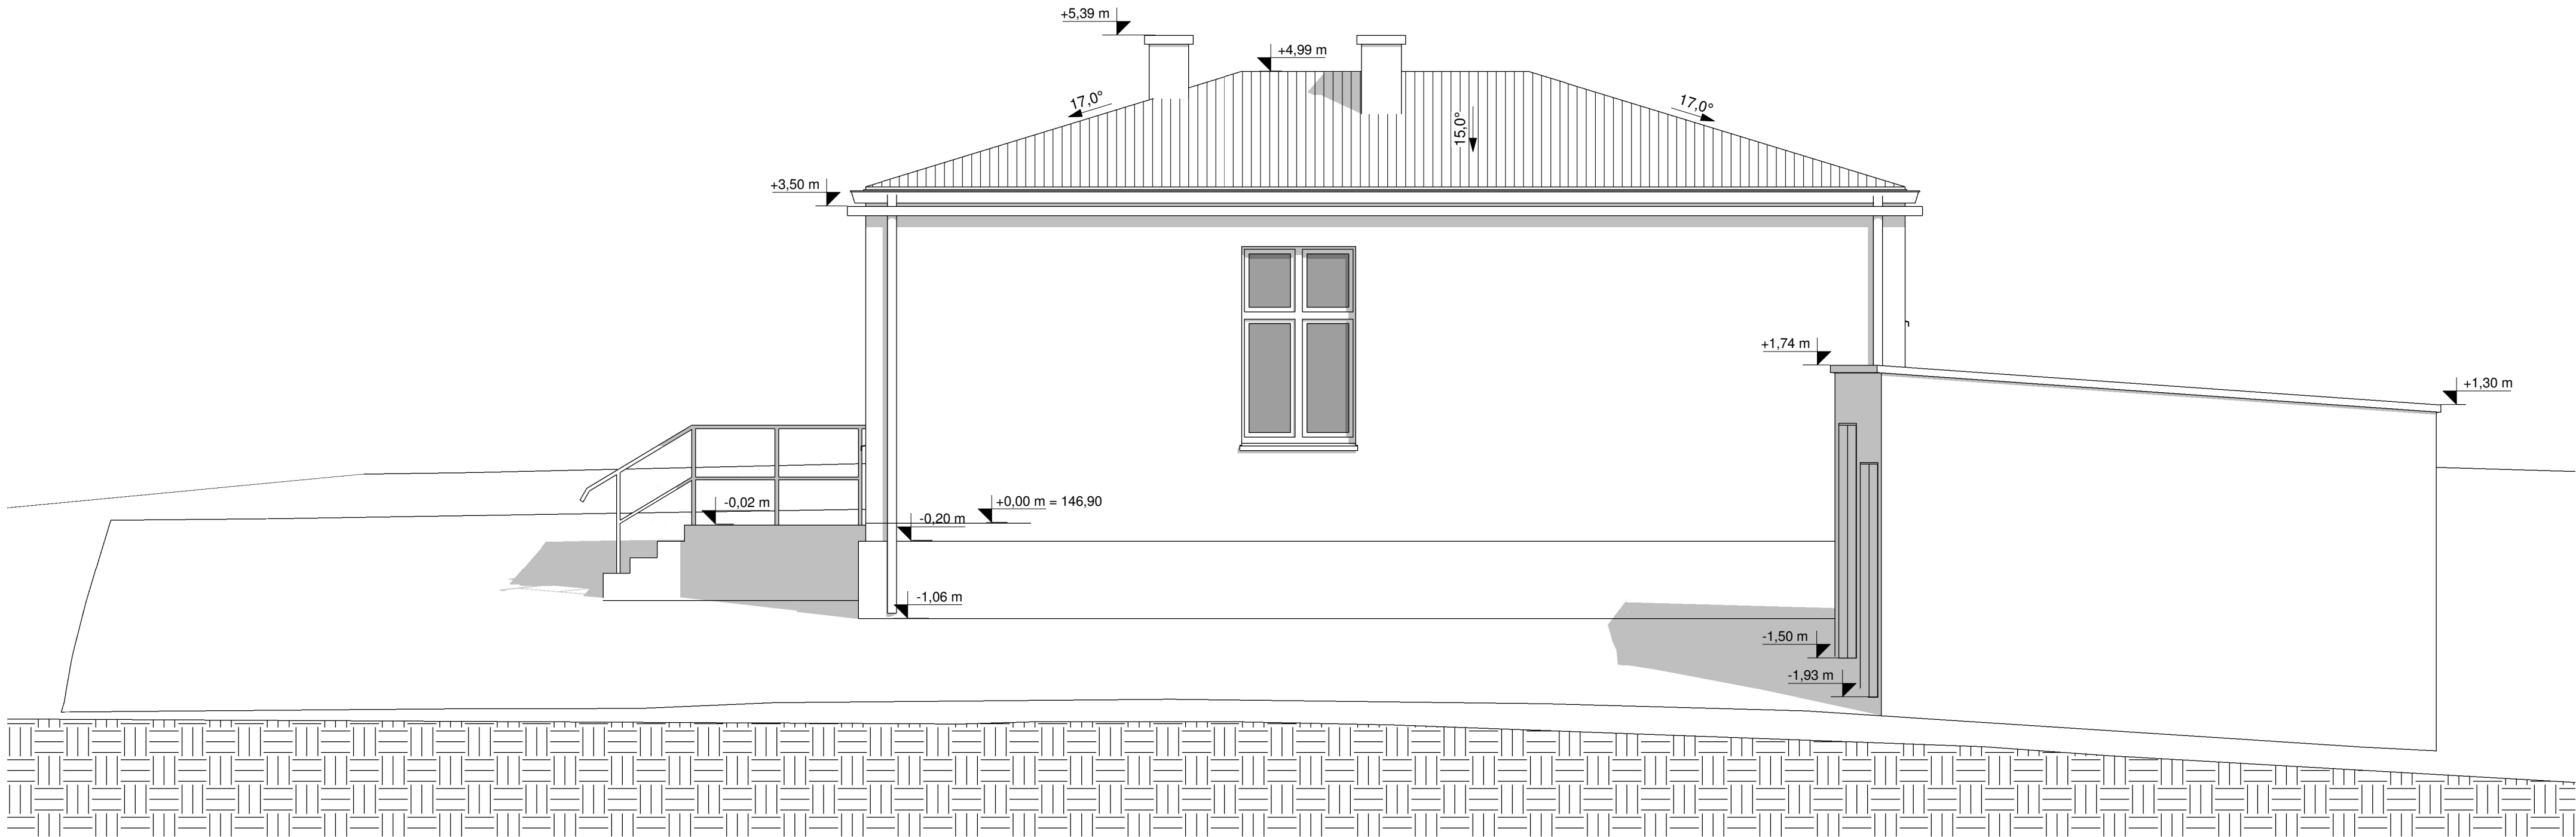 +5,39 m
+4,99 m
17,0°
17,0°
15,0°
+3,50 m
+1,74 m
+1,30 m
-0,02 m
+0,00 m = 146,90
-0,20 m
-1,06 m
-1,50 m
-1,93 m